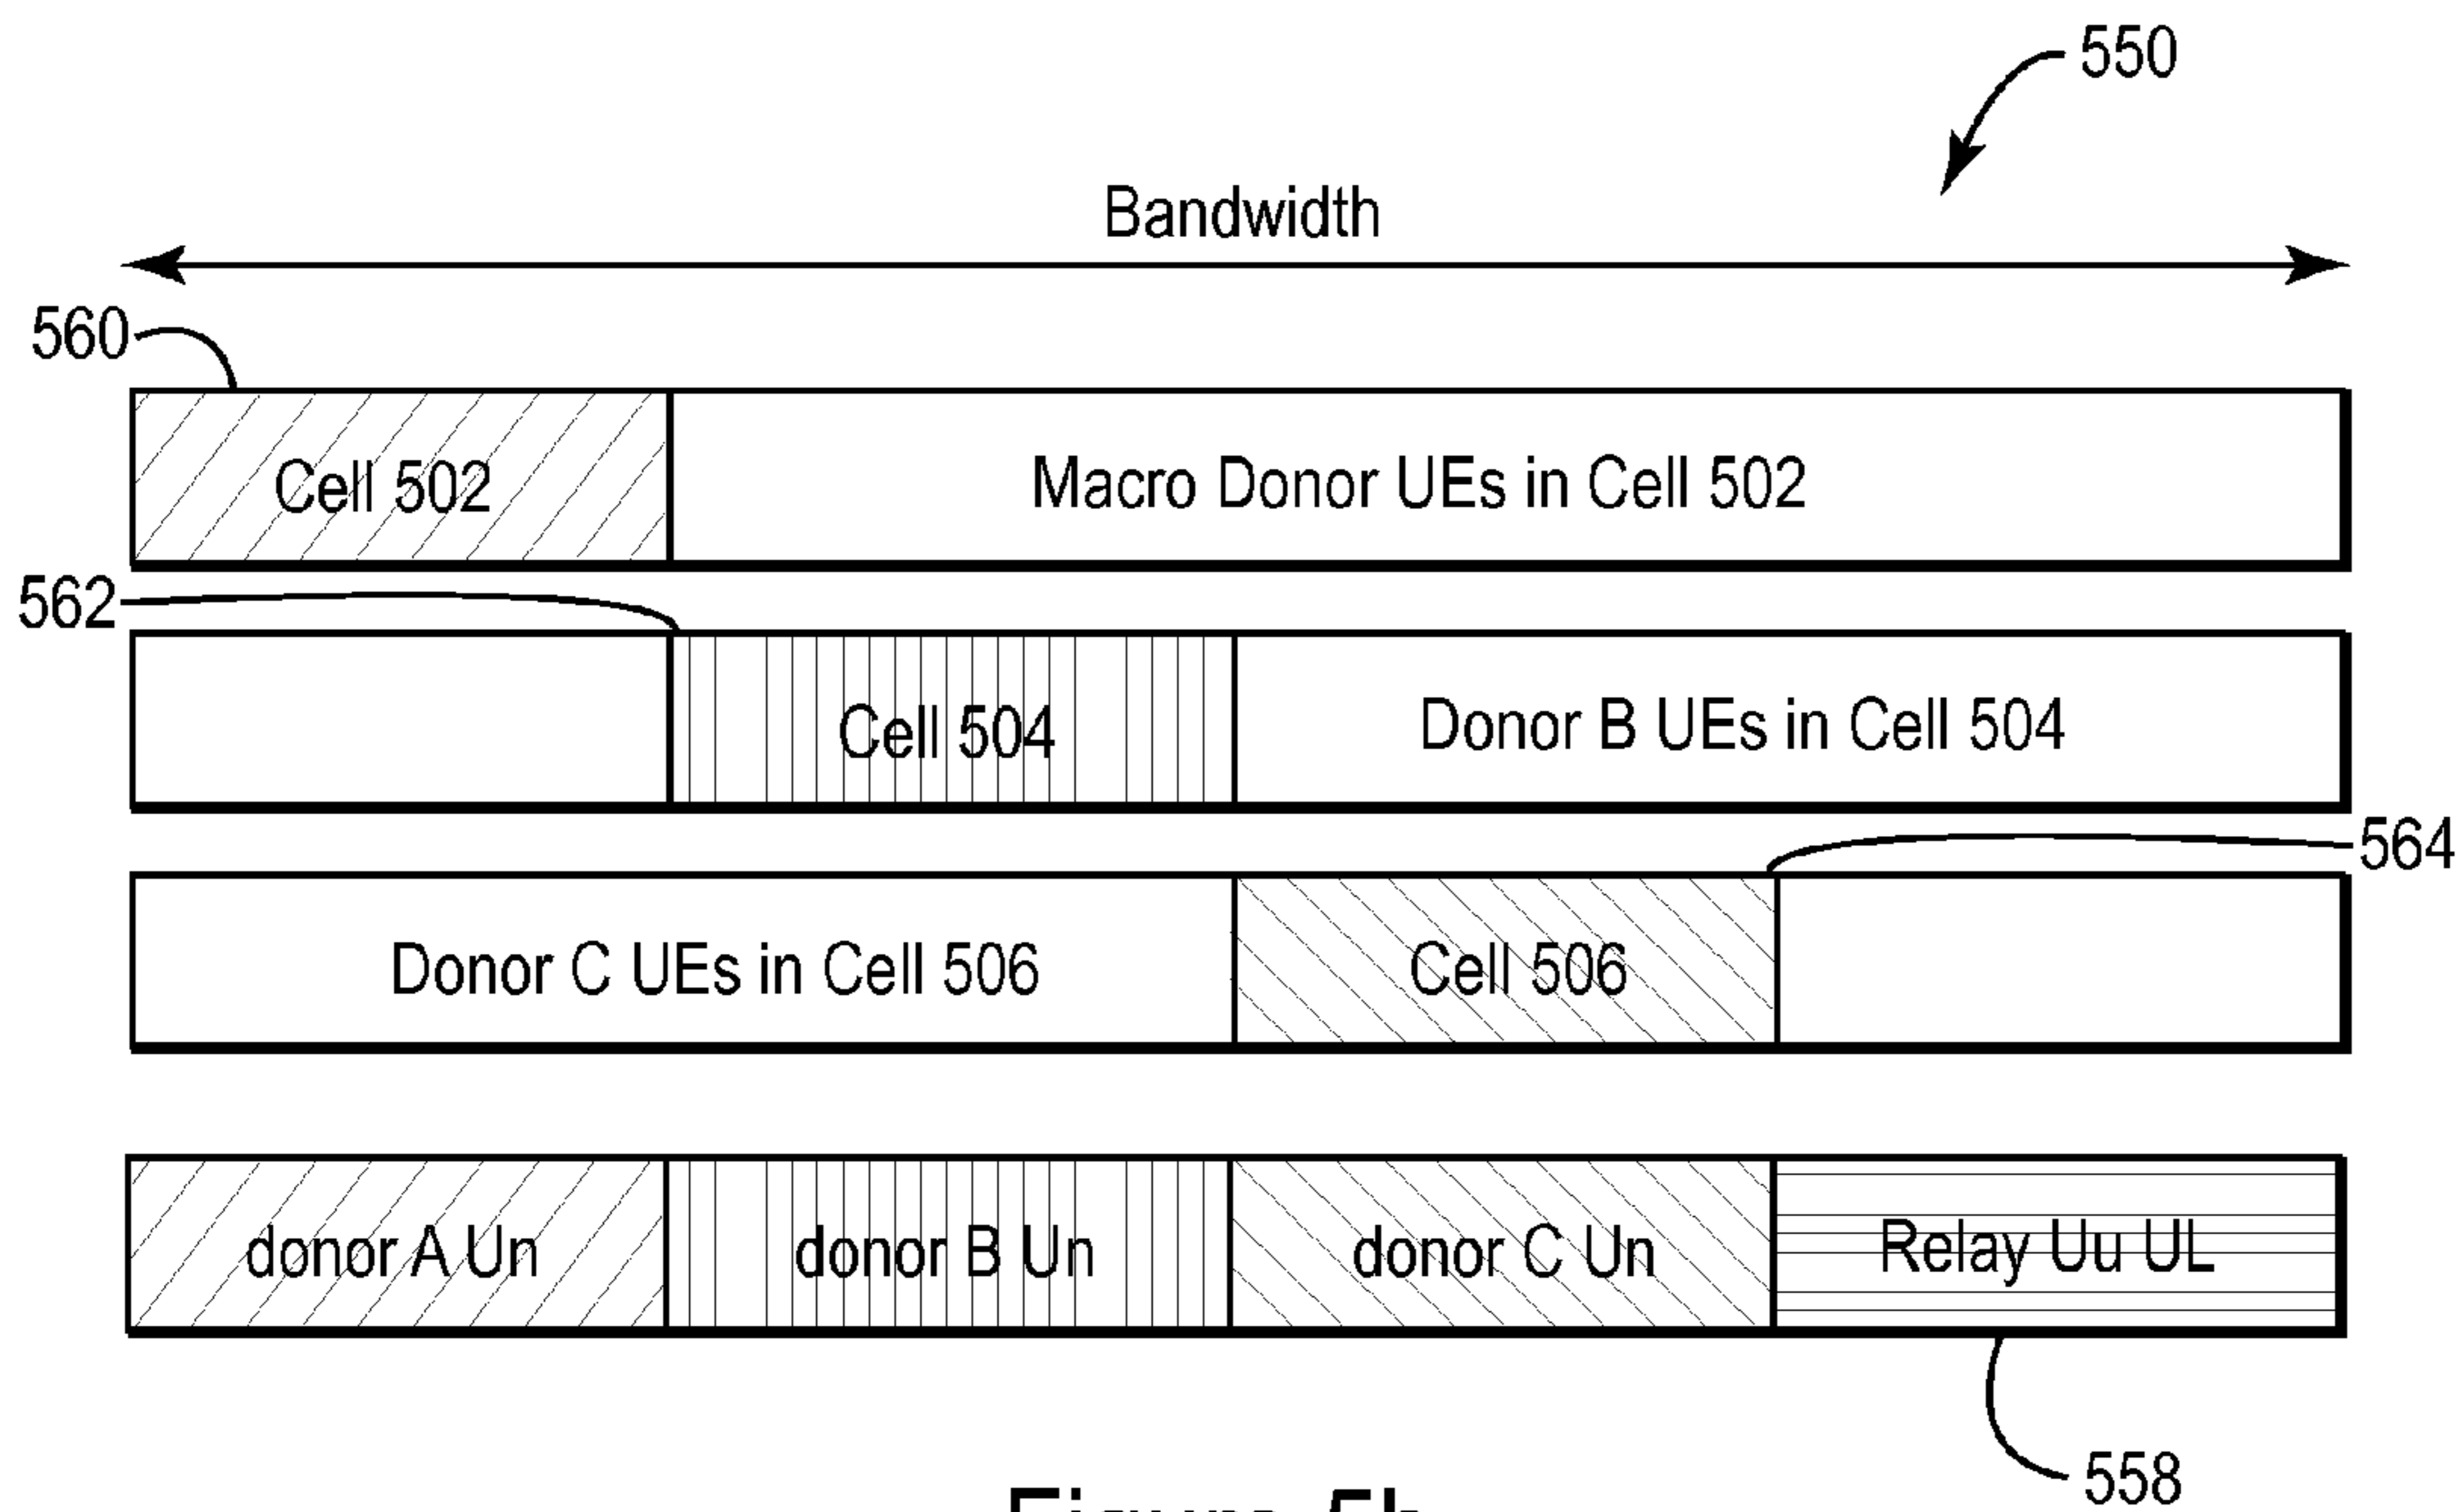 550
Bandwidth
560
Cell 502
Macro Donor UEs in Cell 502
562
Cell 504
Donor B UEs in Cell 504
564
Donor C UEs in Cell 506
Cell 506
donor A Un
donor B Un
donor C Un
Relay Uu UL
558